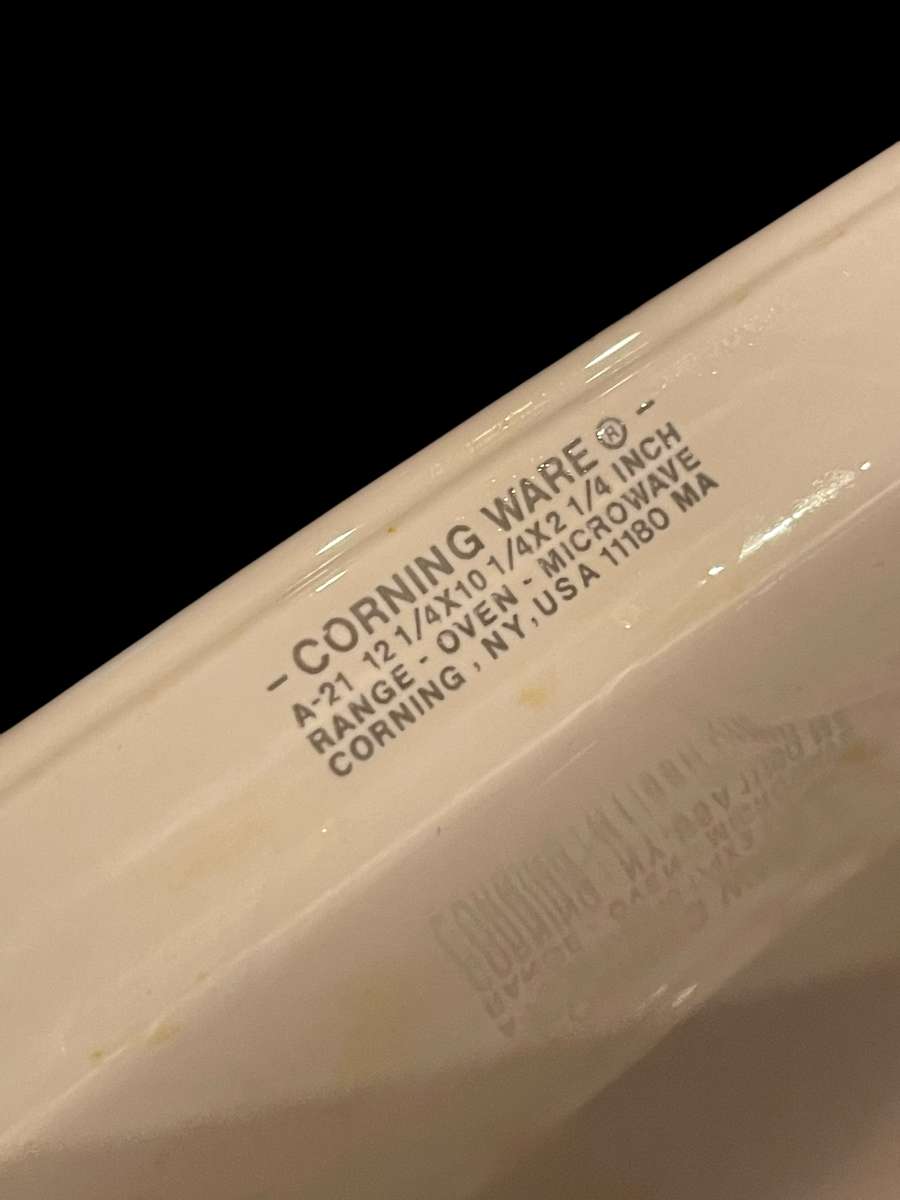 - CORNING WARE ® -
A-21 12 1/4X10 1/4X2 1/4 INCH
RANGE - OVEN - MICROWAVE
CORNING , NY, USA 11180 MA